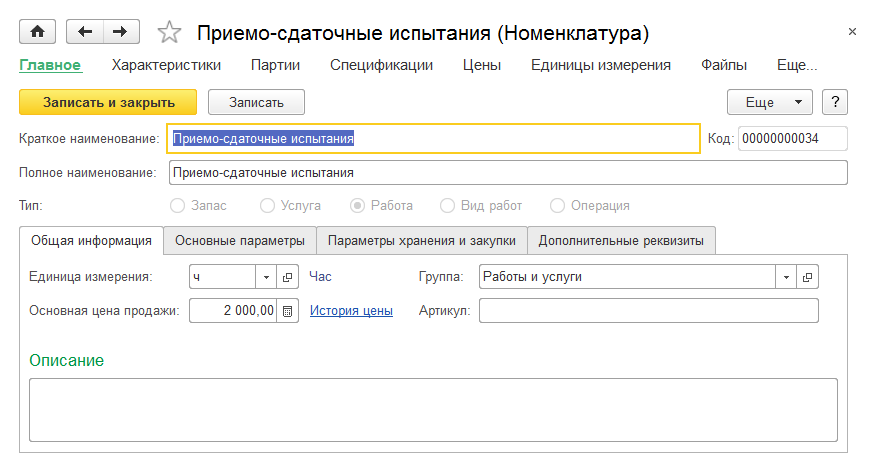 Приемо-сдаточные испытания (Номенклатура)
Главное Характеристики Партии Спецификации Цены Единицы измерения Файлы Еще...
Записать и закрыть Записать Еще ?
Краткое наименование: Приемо-сдаточные испытания Код: 00000000034
Полное наименование: Приемо-сдаточные испытания
Тип: Запас Услуга Работа Вид работ Операция
Общая информация Основные параметры Параметры хранения и закупки Дополнительные реквизиты
Единица измерения: ч Час Группа: Работы и услуги
Основная цена продажи: 2 000,00 История цены Артикул:
Описание